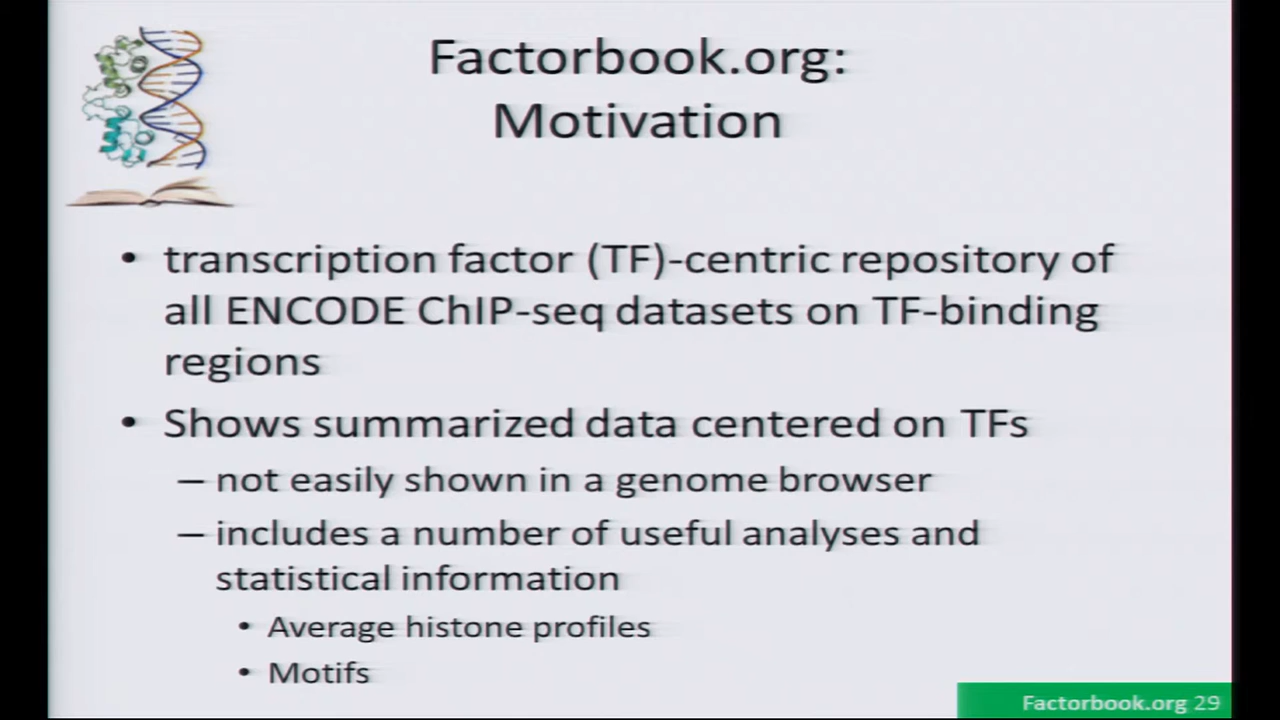 Factorbook.org:
Motivation
• transcription factor (TF)-centric repository of
all ENCODE ChIP-seq datasets on TF-binding
regions
• Shows summarized data centered on TFs
– not easily shown in a genome browser
– includes a number of useful analyses and
statistical information
• Average histone profiles
• Motifs
Factorbook.org 29